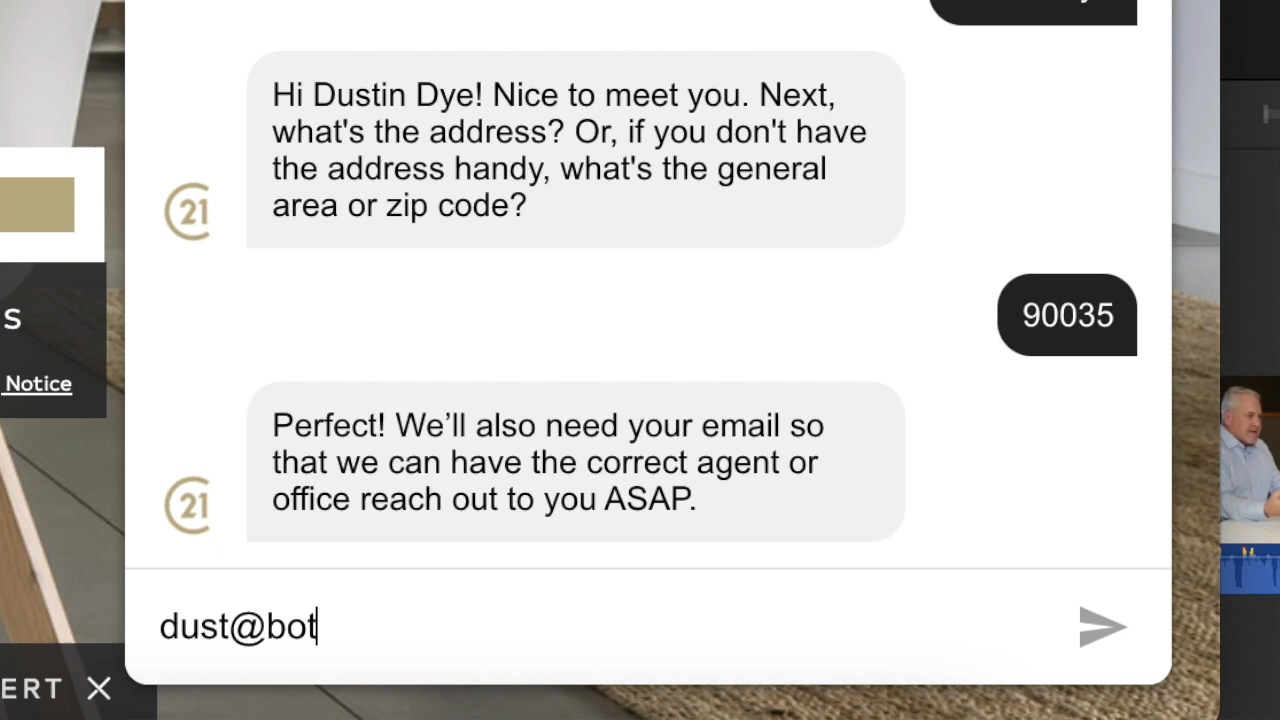 Hi Dustin Dye! Nice to meet you. Next,
what's the address? Or, if you don't have
the address handy, what's the general
area or zip code?
21
90035
S
Notice
Perfect! We’ll also need your email so
that we can have the correct agent or
office reach out to you ASAP.
21
dust@bot
ERT